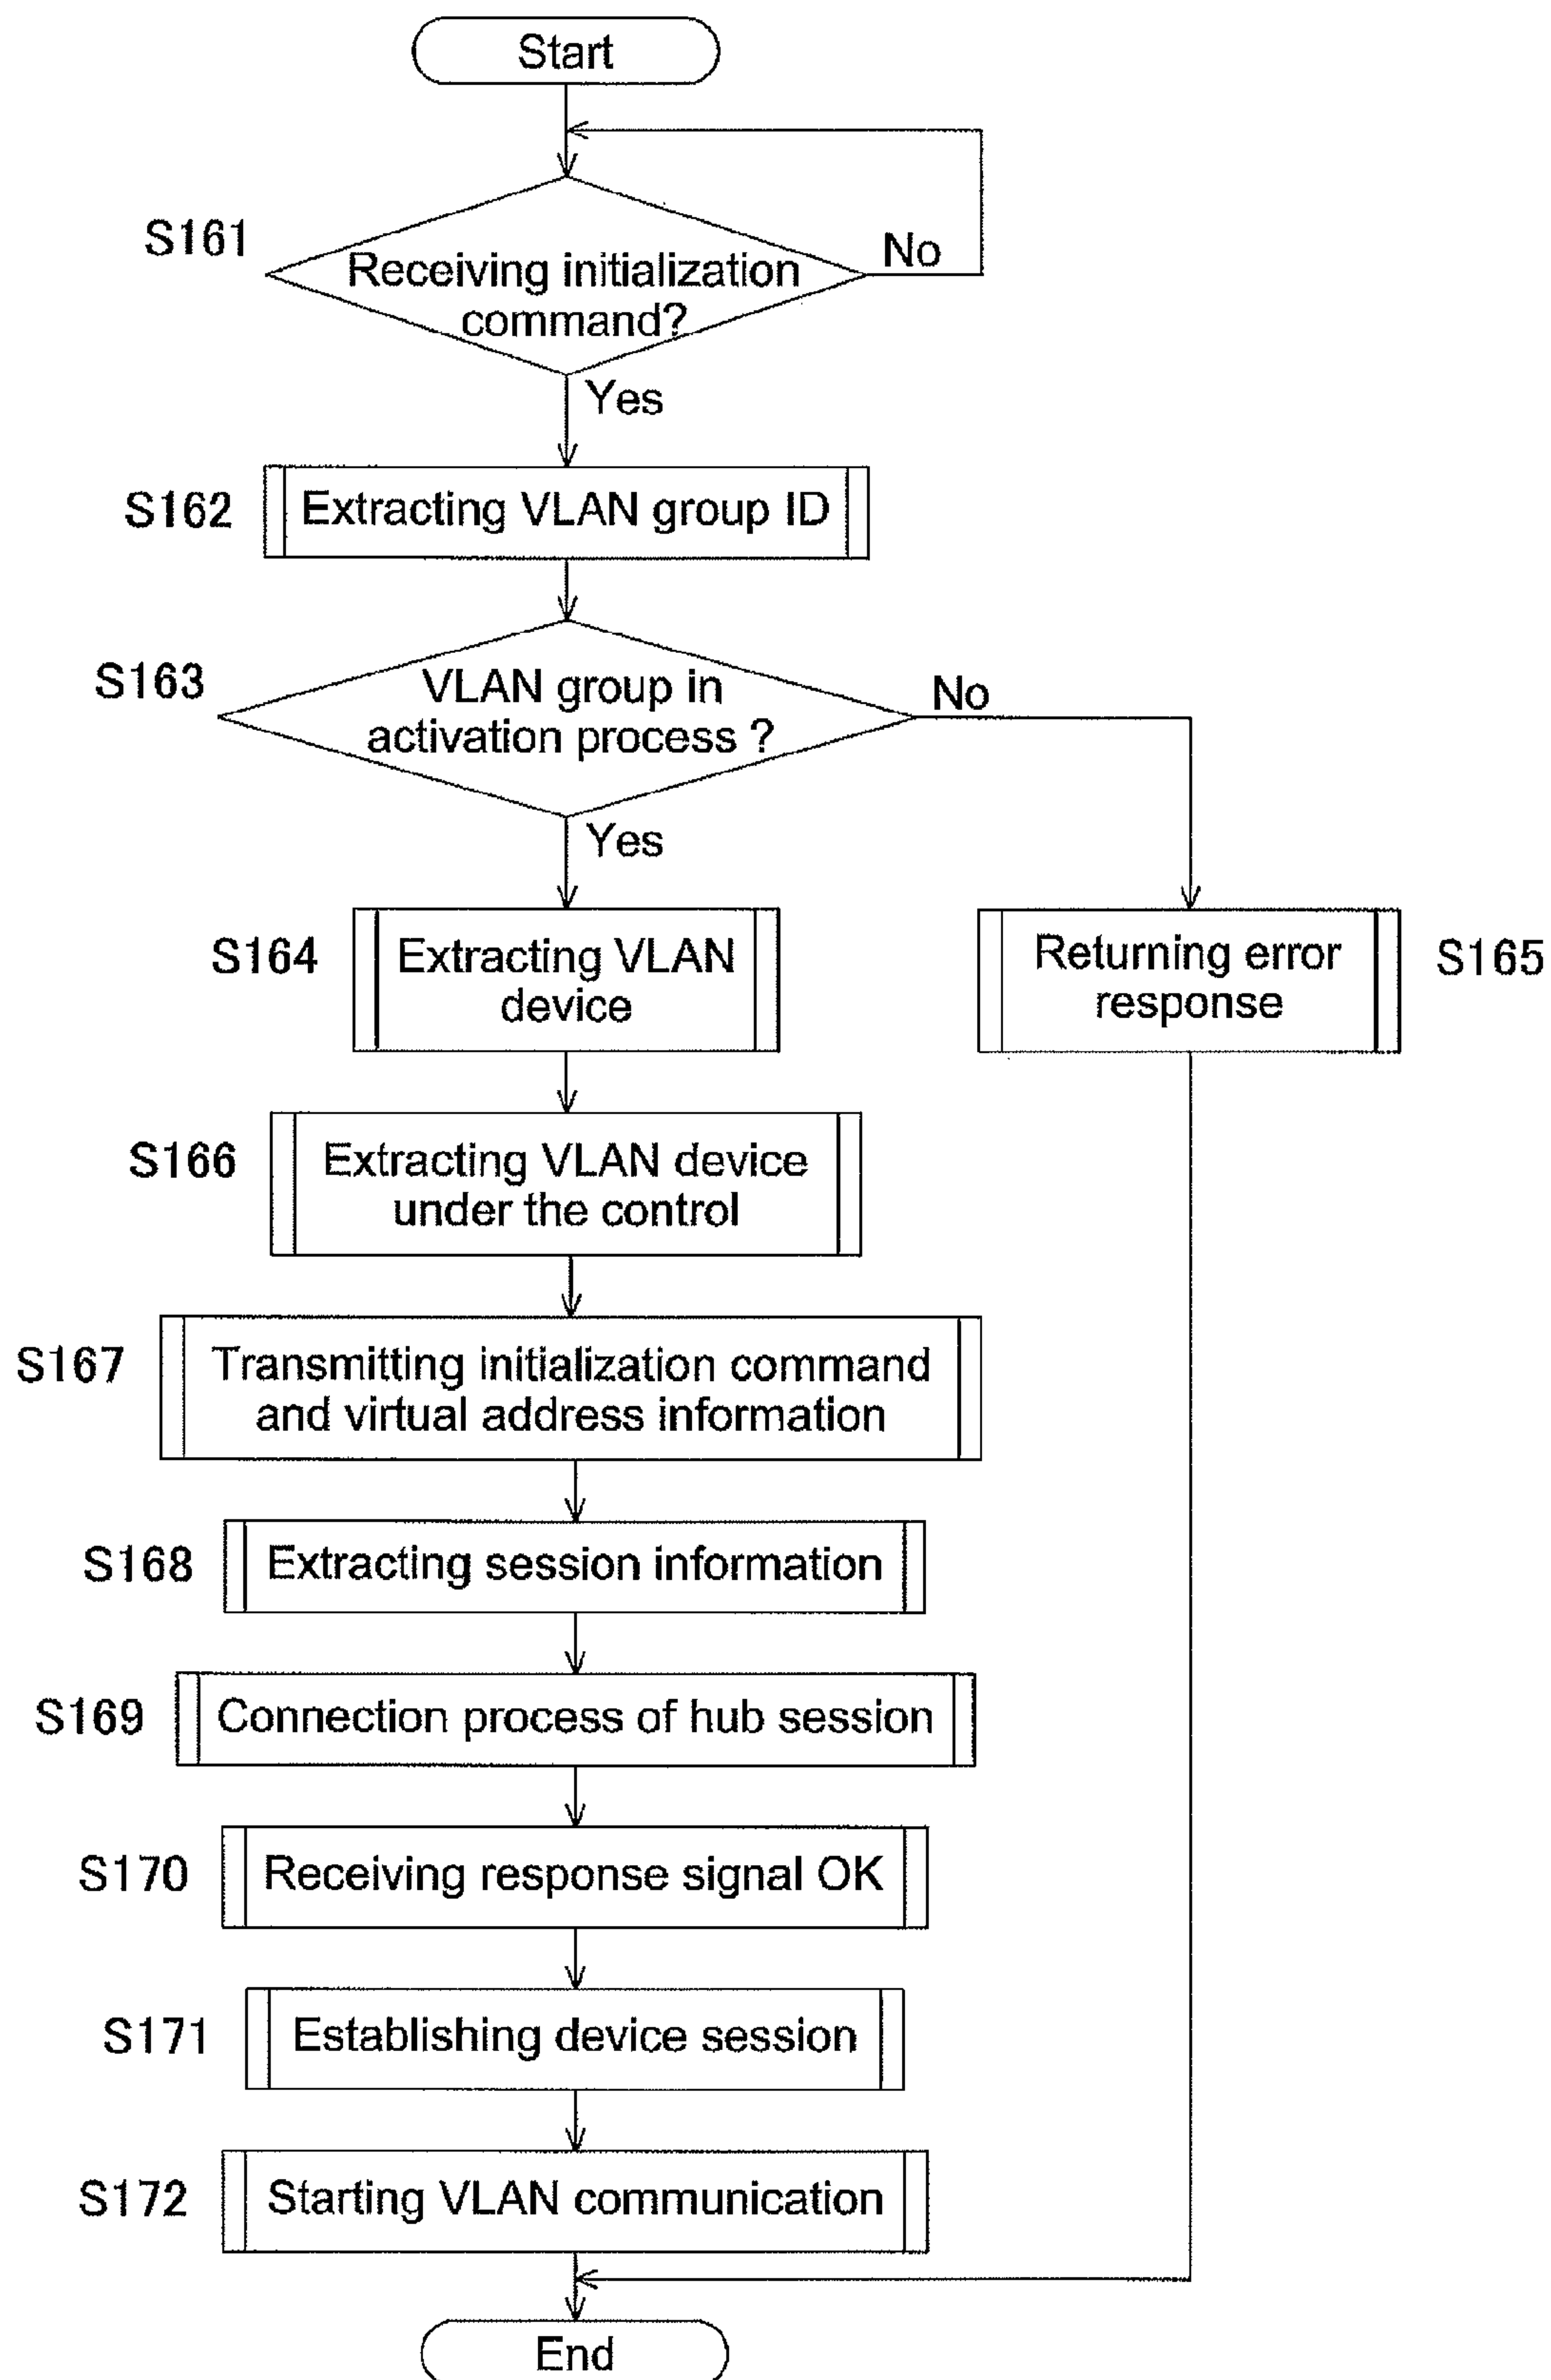 Start
S161
Receiving initialization
command?
No
Yes
S162
Extracting VLAN group ID
S163
VLAN group in
activation process ?
No
Yes
S164
Extracting VLAN
device
Returning error
response
S165
S166
Extracting VLAN device
under the control
S167
Transmitting initialization command
and virtual address information
S168
Extracting session information
S169
Connection process of hub session
S170
Receiving response signal OK
S171
Establishing device session
S172
Starting VLAN communication
End